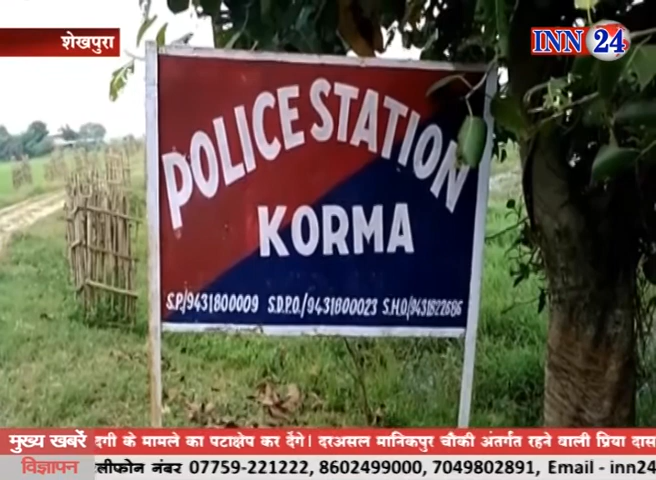 शेखपुरा
INN 24
POLICE STATION
KORMA
S.P./9431800009 S.D.P.O./9431800023 S.H.O/9431822686
मुख्य खबरें दगी के मामले का पटाक्षेप कर देंगे। दरअसल मानिकपुर चौकी अंतर्गत रहने वाली प्रिया दास
विज्ञापन लीफोन नंबर 07759-221222, 8602499000, 7049802891, Email - inn24